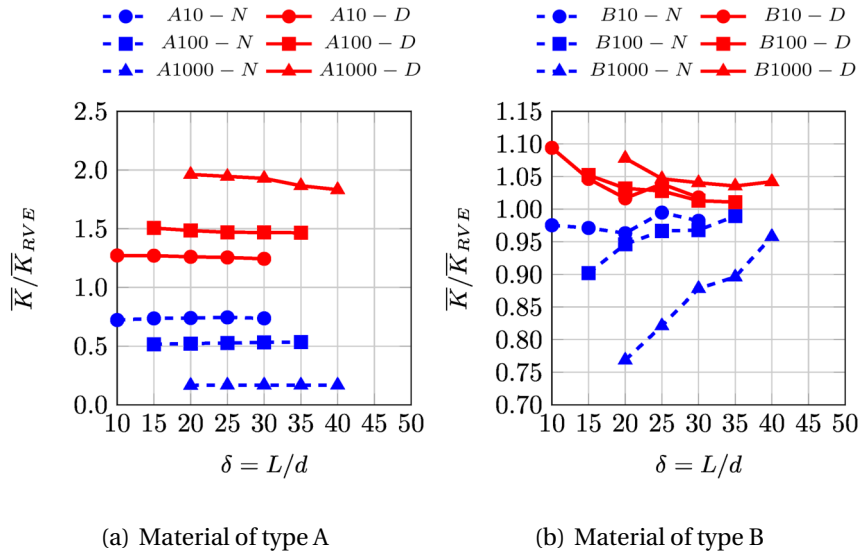 A10 − N A10 − D
A100 − N A100 − D
A1000 − N A1000 − D
2.5
2.0
1.5
1.0
0.5
0.0
10 15 20 25 30 35 40 45 50
K̅/K̅_RVE
δ = L/d
(a) Material of type A
B10 − N B10 − D
B100 − N B100 − D
B1000 − N B1000 − D
1.15
1.10
1.05
1.00
0.95
0.90
0.85
0.80
0.75
0.70
10 15 20 25 30 35 40 45 50
K̅/K̅_RVE
δ = L/d
(b) Material of type B